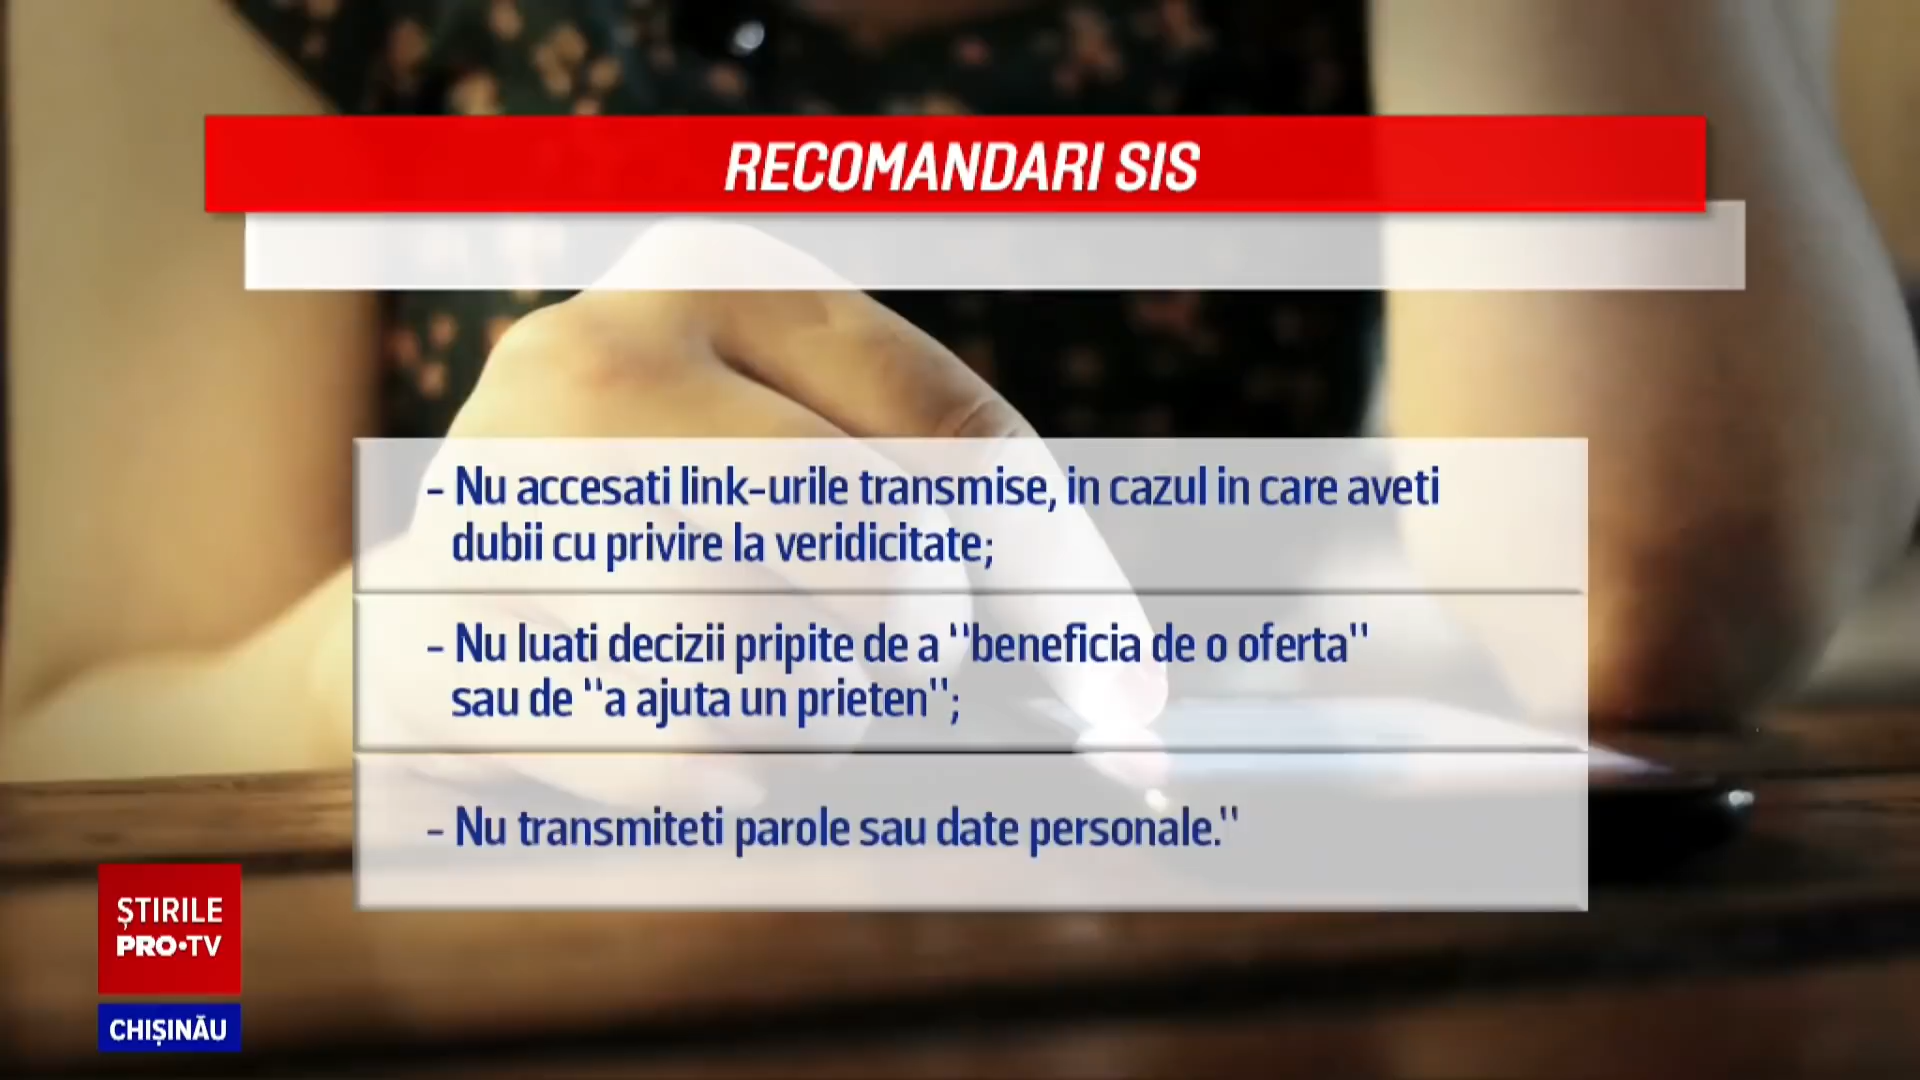 RECOMANDARI SIS
- Nu accesati link-urile transmise, in cazul in care aveti
dubii cu privire la veridicitate;
- Nu luati decizii pripite de a "beneficia de o oferta"
sau de "a ajuta un prieten";
- Nu transmiteti parole sau date personale."
ȘTIRILE
PRO•TV
CHIȘINĂU